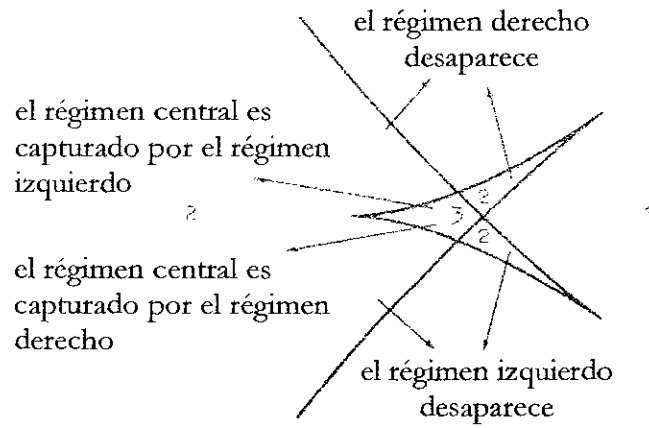 el régimen derecho
desaparece
el régimen central es
capturado por el régimen
izquierdo
2
2
3
2
el régimen central es
capturado por el régimen
derecho
el régimen izquierdo
desaparece